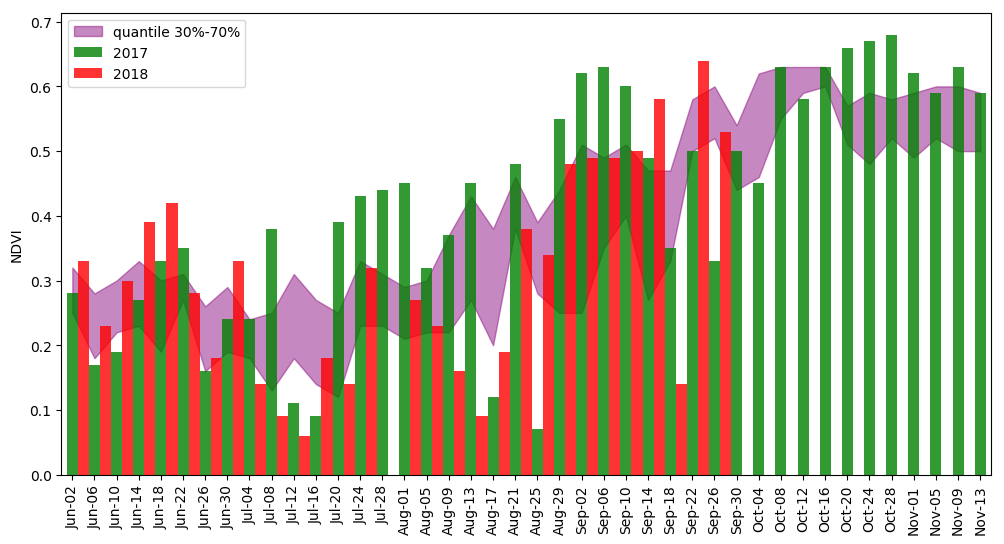 quantile 30%-70%
2017
2018
NDVI
0.7
0.6
0.5
0.4
0.3
0.2
0.1
0.0
Jun-02
Jun-06
Jun-10
Jun-14
Jun-18
Jun-22
Jun-26
Jun-30
Jul-04
Jul-08
Jul-12
Jul-16
Jul-20
Jul-24
Jul-28
Aug-01
Aug-05
Aug-09
Aug-13
Aug-17
Aug-21
Aug-25
Aug-29
Sep-02
Sep-06
Sep-10
Sep-14
Sep-18
Sep-22
Sep-26
Sep-30
Oct-04
Oct-08
Oct-12
Oct-16
Oct-20
Oct-24
Oct-28
Nov-01
Nov-05
Nov-09
Nov-13